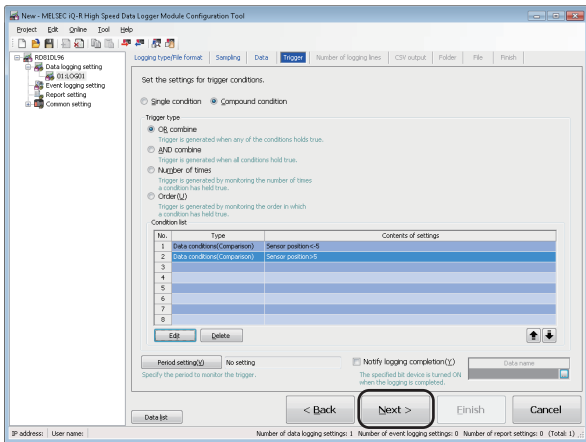 New - MELSEC iQ-R High Speed Data Logger Module Configuration Tool
Project Edit Online Tool Help
RD81DL96
Data logging setting
01:LOG01
Event logging setting
Report setting
Common setting
Logging type/File format Sampling Data Trigger Number of logging lines CSV output Folder File Finish
Set the settings for trigger conditions.
Single condition Compound condition
Trigger type
OR combine
Trigger is generated when any of the conditions holds true.
AND combine
Trigger is generated when all conditions hold true.
Number of times
Trigger is generated by monitoring the number of times
a condition has held true.
Order(U)
Trigger is generated by monitoring the order in which
a condition has held true.
Condition list
No. Type Contents of settings
1 Data conditions(Comparison) Sensor position<-5
2 Data conditions(Comparison) Sensor position>5
3
4
5
6
7
8
Edit Delete
Period setting(V) No setting
Specify the period to monitor the trigger.
Notify logging completion(Y)
The specified bit device is turned ON
when the logging is completed.
Data name
...
Data list
< Back Next > Finish Cancel
IP address: User name: Number of data logging settings: 1 Number of event logging settings: 0 Number of report settings: 0 (Total: 1)